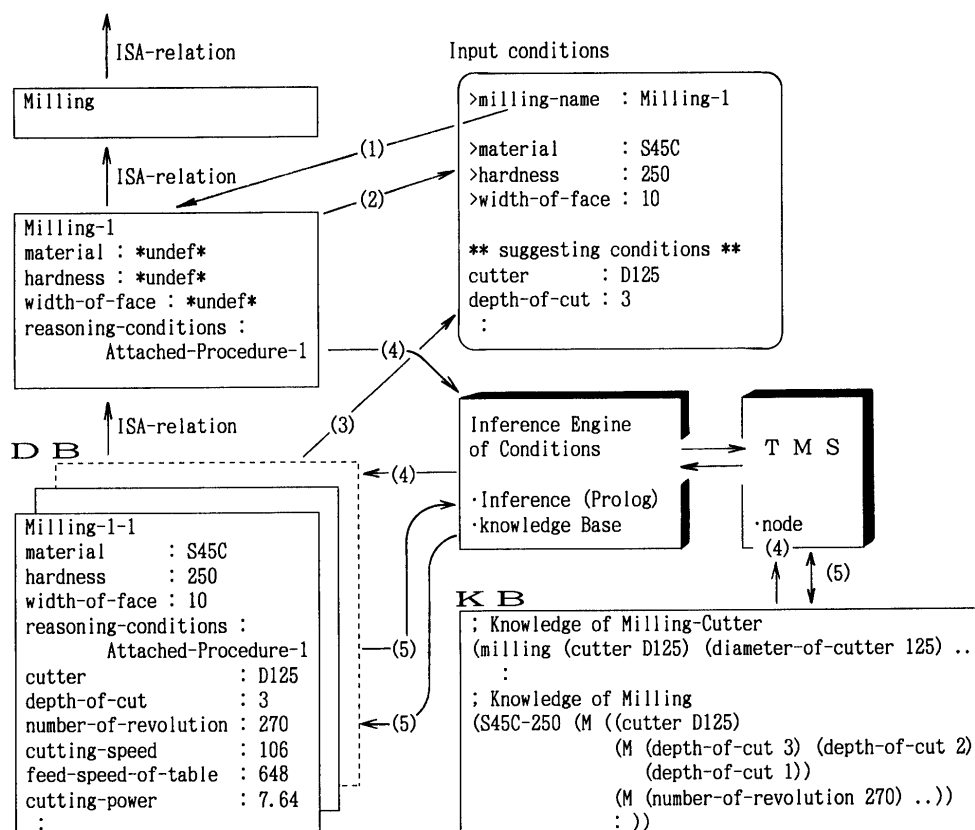 ISA-relation
Milling
ISA-relation
Milling-1
material : *undef*
hardness : *undef*
width-of-face : *undef*
reasoning-conditions :
Attached-Procedure-1
ISA-relation
Input conditions
>milling-name : Milling-1
>material : S45C
>hardness : 250
>width-of-face : 10
** suggesting conditions **
cutter : D125
depth-of-cut : 3
:
(1)
(2)
(4)
(3)
D B
(4)
Milling-1-1
material : S45C
hardness : 250
width-of-face : 10
reasoning-conditions :
Attached-Procedure-1
cutter : D125
depth-of-cut : 3
number-of-revolution : 270
cutting-speed : 106
feed-speed-of-table : 648
cutting-power : 7.64
:
(5)
(5)
Inference Engine
of Conditions
·Inference (Prolog)
·knowledge Base
T M S
·node
(4)
(5)
K B
; Knowledge of Milling-Cutter
(milling (cutter D125) (diameter-of-cutter 125) ..
:
; Knowledge of Milling
(S45C-250 (M ((cutter D125)
(M (depth-of-cut 3) (depth-of-cut 2)
(depth-of-cut 1))
(M (number-of-revolution 270) ..))
: ))